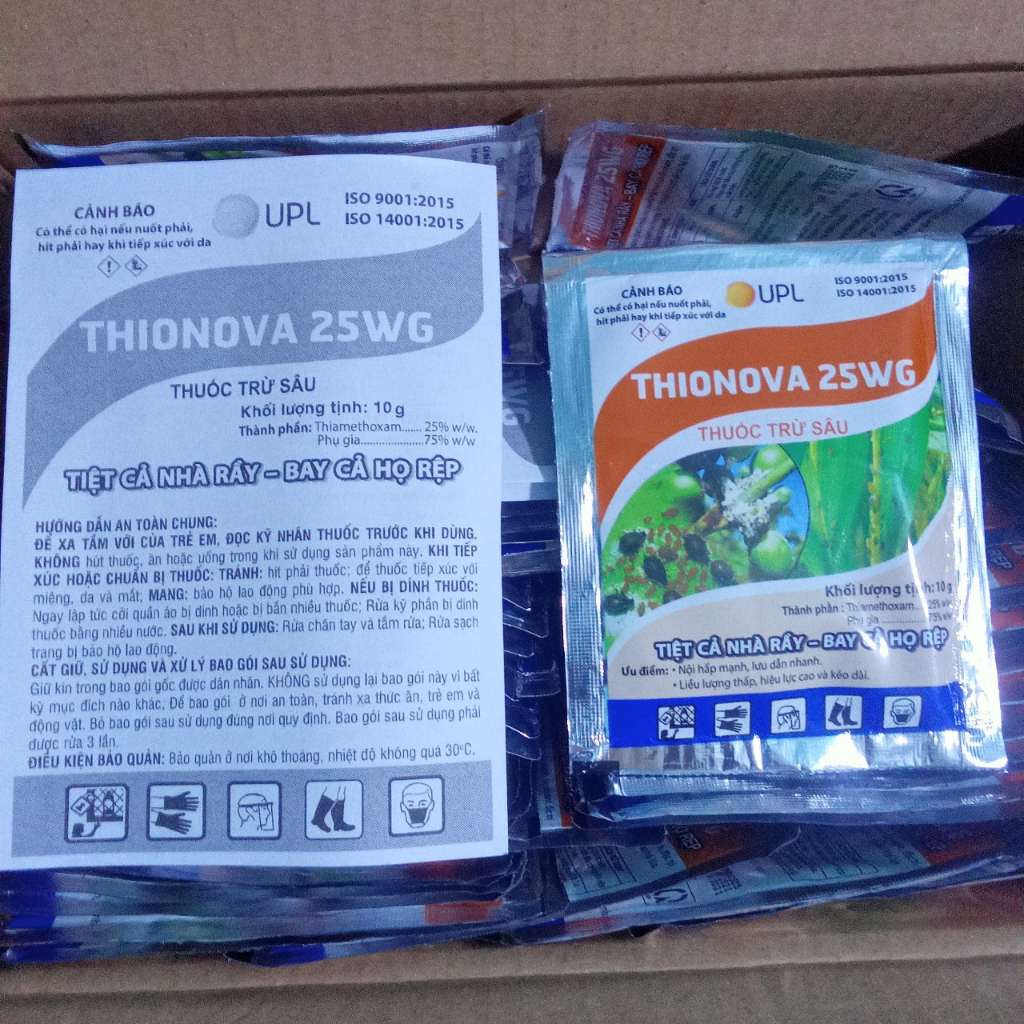 CẢNH BÁO
Có thể có hại nếu nuốt phải,
hít phải hay khi tiếp xúc với da
UPL
ISO 9001:2015
ISO 14001:2015
THIONOVA 25WG
THUỐC TRỪ SÂU
Khối lượng tịnh: 10 g
Thành phần: Thiamethoxam....... 25% w/w.
Phụ gia.....................75% w/w
TIỆT CẢ NHÀ RẦY – BAY CẢ HỌ RỆP
HƯỚNG DẪN AN TOÀN CHUNG:
ĐỂ XA TẦM VỚI CỦA TRẺ EM, ĐỌC KỸ NHÃN THUỐC TRƯỚC KHI DÙNG.
KHÔNG hút thuốc, ăn hoặc uống trong khi sử dụng sản phẩm này. KHI TIẾP
XÚC HOẶC CHUẨN BỊ THUỐC: TRÁNH: hít phải thuốc; để thuốc tiếp xúc với
miệng, da và mắt; MANG: bảo hộ lao động phù hợp. NẾU BỊ DÍNH THUỐC:
Ngay lập tức cởi quần áo bị dính hoặc bị bắn nhiều thuốc; Rửa kỹ phần bị dính
thuốc bằng nhiều nước. SAU KHI SỬ DỤNG: Rửa chân tay và tắm rửa; Rửa sạch
trang bị bảo hộ lao động.
CẤT GIỮ, SỬ DỤNG VÀ XỬ LÝ BAO GÓI SAU SỬ DỤNG:
Giữ kín trong bao gói gốc được dán nhãn. KHÔNG sử dụng lại bao gói này vì bất
kỳ mục đích nào khác. Để bao gói ở nơi an toàn, tránh xa thức ăn, trẻ em và
động vật. Bỏ bao gói sau sử dụng đúng nơi quy định. Bao gói sau sử dụng phải
được rửa 3 lần.
ĐIỀU KIỆN BẢO QUẢN: Bảo quản ở nơi khô thoáng, nhiệt độ không quá 30ºC.
THIONOVA 25WG
CẢNH BÁO
Có thể có hại nếu nuốt phải,
hít phải hay khi tiếp xúc với da
UPL
ISO 9001:2015
ISO 14001:2015
THIONOVA 25WG
THUỐC TRỪ SÂU
Khối lượng tịnh: 10 g
Thành phần : Thiamethoxam..... 25% w/w
Phụ gia ..................... 75% w/w
TIỆT CẢ NHÀ RẦY – BAY CẢ HỌ RỆP
Ưu điểm: • Nội hấp mạnh, lưu dẫn nhanh.
• Liều lượng thấp, hiệu lực cao và kéo dài.
WG